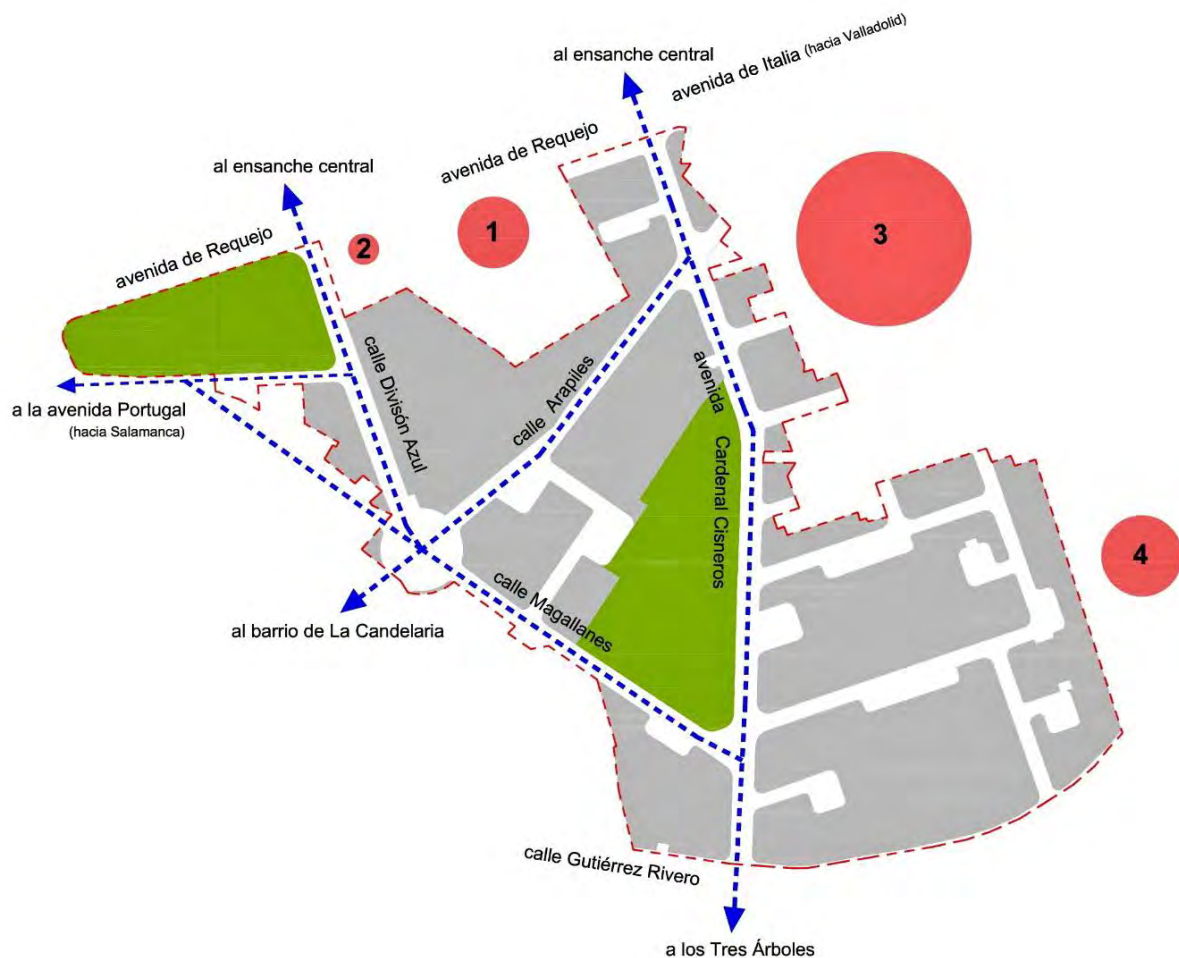 al ensanche central
avenida de Italia (hacia Valladolid)
avenida de Requejo
al ensanche central
1
2
3
avenida de Requejo
calle División Azul
calle Arapiles
avenida
Cardenal Cisneros
a la avenida Portugal
(hacia Salamanca)
4
calle Magallanes
al barrio de La Candelaria
calle Gutiérrez Rivero
a los Tres Árboles